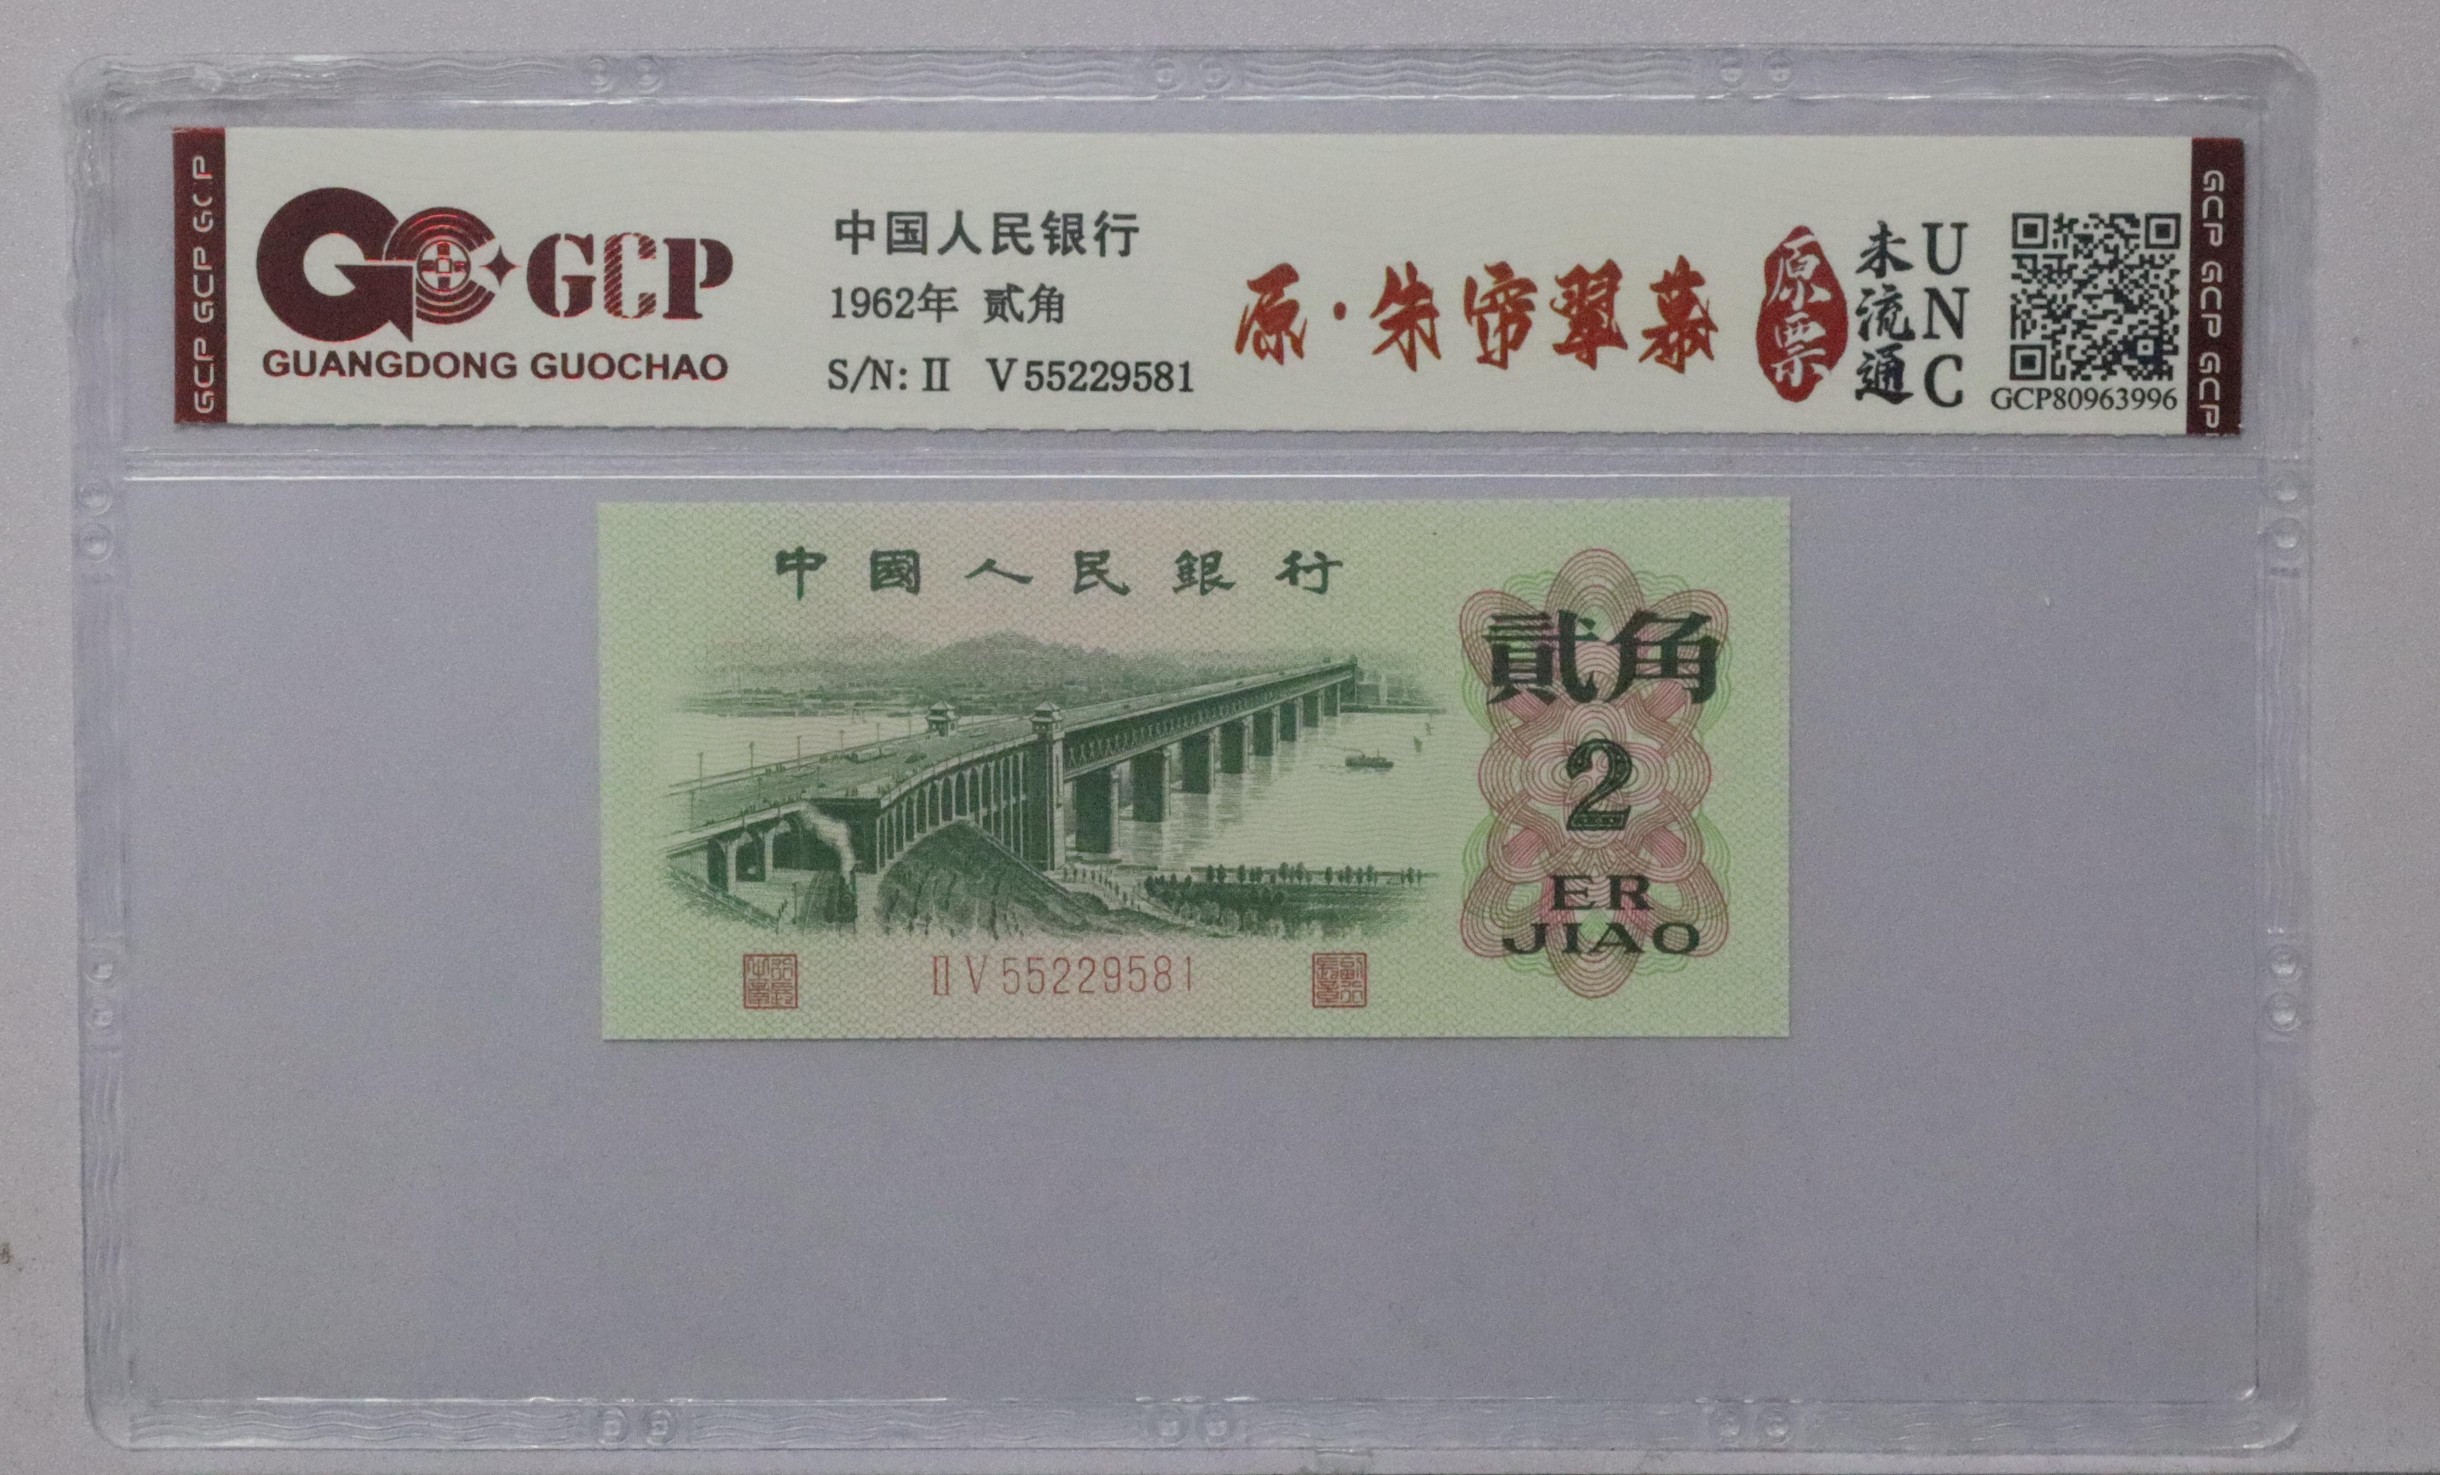 GCP GCP GCP
GCP
GUANGDONG GUOCHAO
中国人民银行
1962年 贰角
S/N: II V 55229581
原·朱帘翠幕
原票
未流通
UNC
GCP80963996
GCP GCP GCP
中國人民銀行
貳角
2
ER
JIAO
II V 55229581